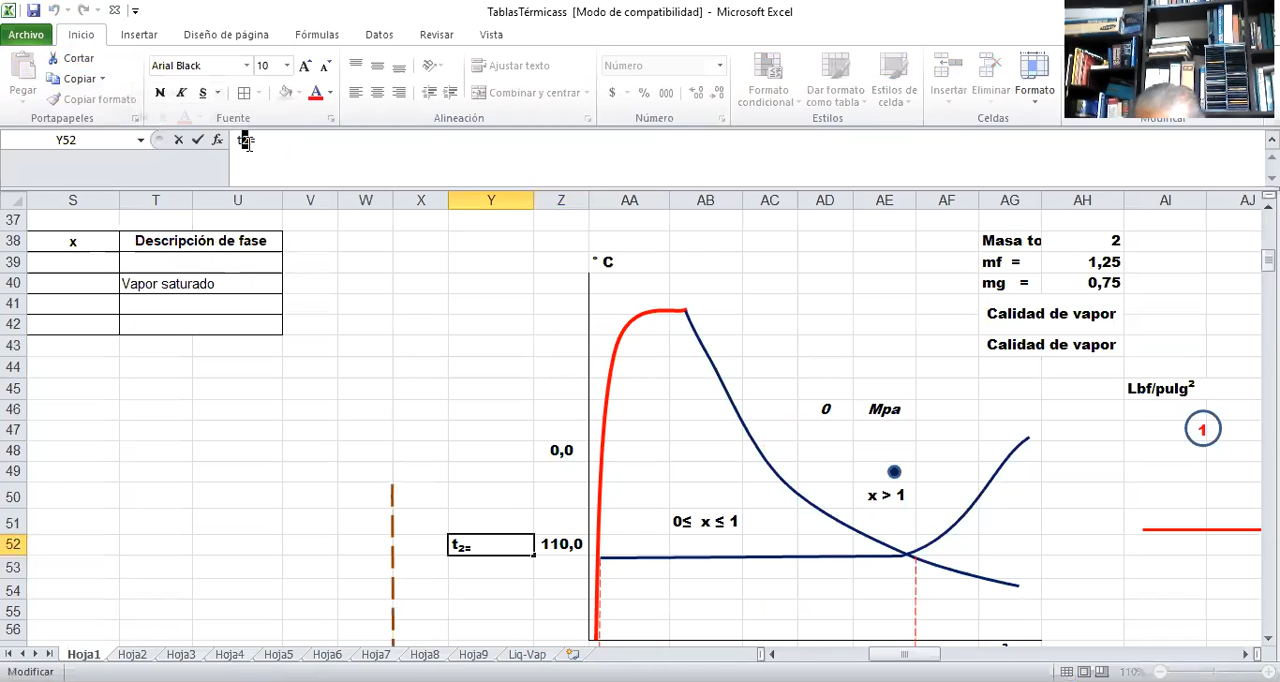 TablasTérmicass [Modo de compatibilidad] - Microsoft Excel
Archivo Inicio Insertar Diseño de página Fórmulas Datos Revisar Vista
Pegar
Cortar
Copiar
Copiar formato
Portapapeles
Arial Black 10 A A
N K S A
Fuente
Ajustar texto
Combinar y centrar
Alineación
Número
$ % 000
Número
Formato condicional
Dar formato como tabla
Estilos de celda
Estilos
Insertar Eliminar Formato
Celdas
Modificar
Y52 fx t2=
S T U V W X Y Z AA AB AC AD AE AF AG AH AI AJ
37
38 x Descripción de fase Masa to 2
39 ° C mf = 1,25
40 Vapor saturado mg = 0,75
41
42 Calidad de vapor
43 Calidad de vapor
44
45 Lbf/pulg²
46 0 Mpa
47 1
48 0,0
49
50 x > 1
51 0≤ x ≤ 1
52 t2= 110,0
53
54
55
56
Hoja1 Hoja2 Hoja3 Hoja4 Hoja5 Hoja6 Hoja7 Hoja8 Hoja9 Liq-Vap
Modificar 110%